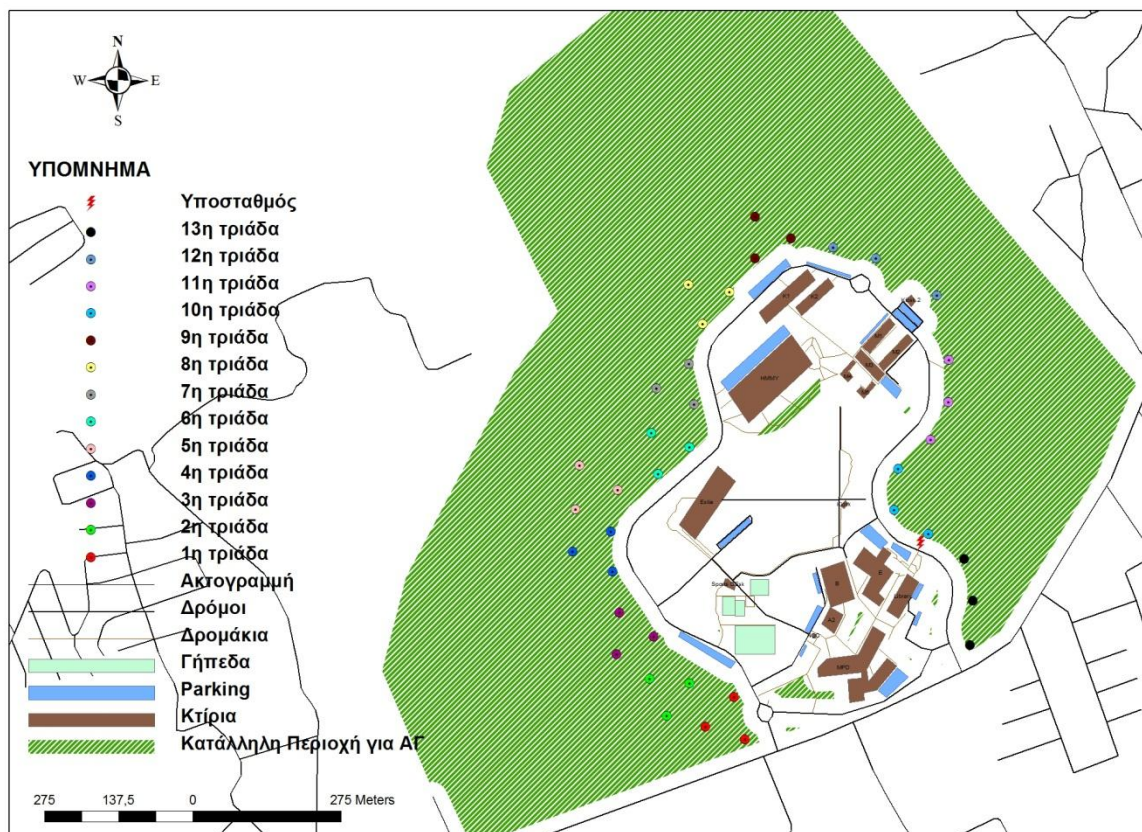 N
W E
S
ΥΠΟΜΝΗΜΑ
Υποσταθμός
13η τριάδα
12η τριάδα
11η τριάδα
10η τριάδα
9η τριάδα
8η τριάδα
7η τριάδα
6η τριάδα
5η τριάδα
4η τριάδα
3η τριάδα
2η τριάδα
1η τριάδα
Ακτογραμμή
Δρόμοι
Δρομάκια
Γήπεδα
Parking
Κτίρια
Κατάλληλη Περιοχή για ΑΓ
275 137,5 0 275 Meters
K2
HMMY
E
A2